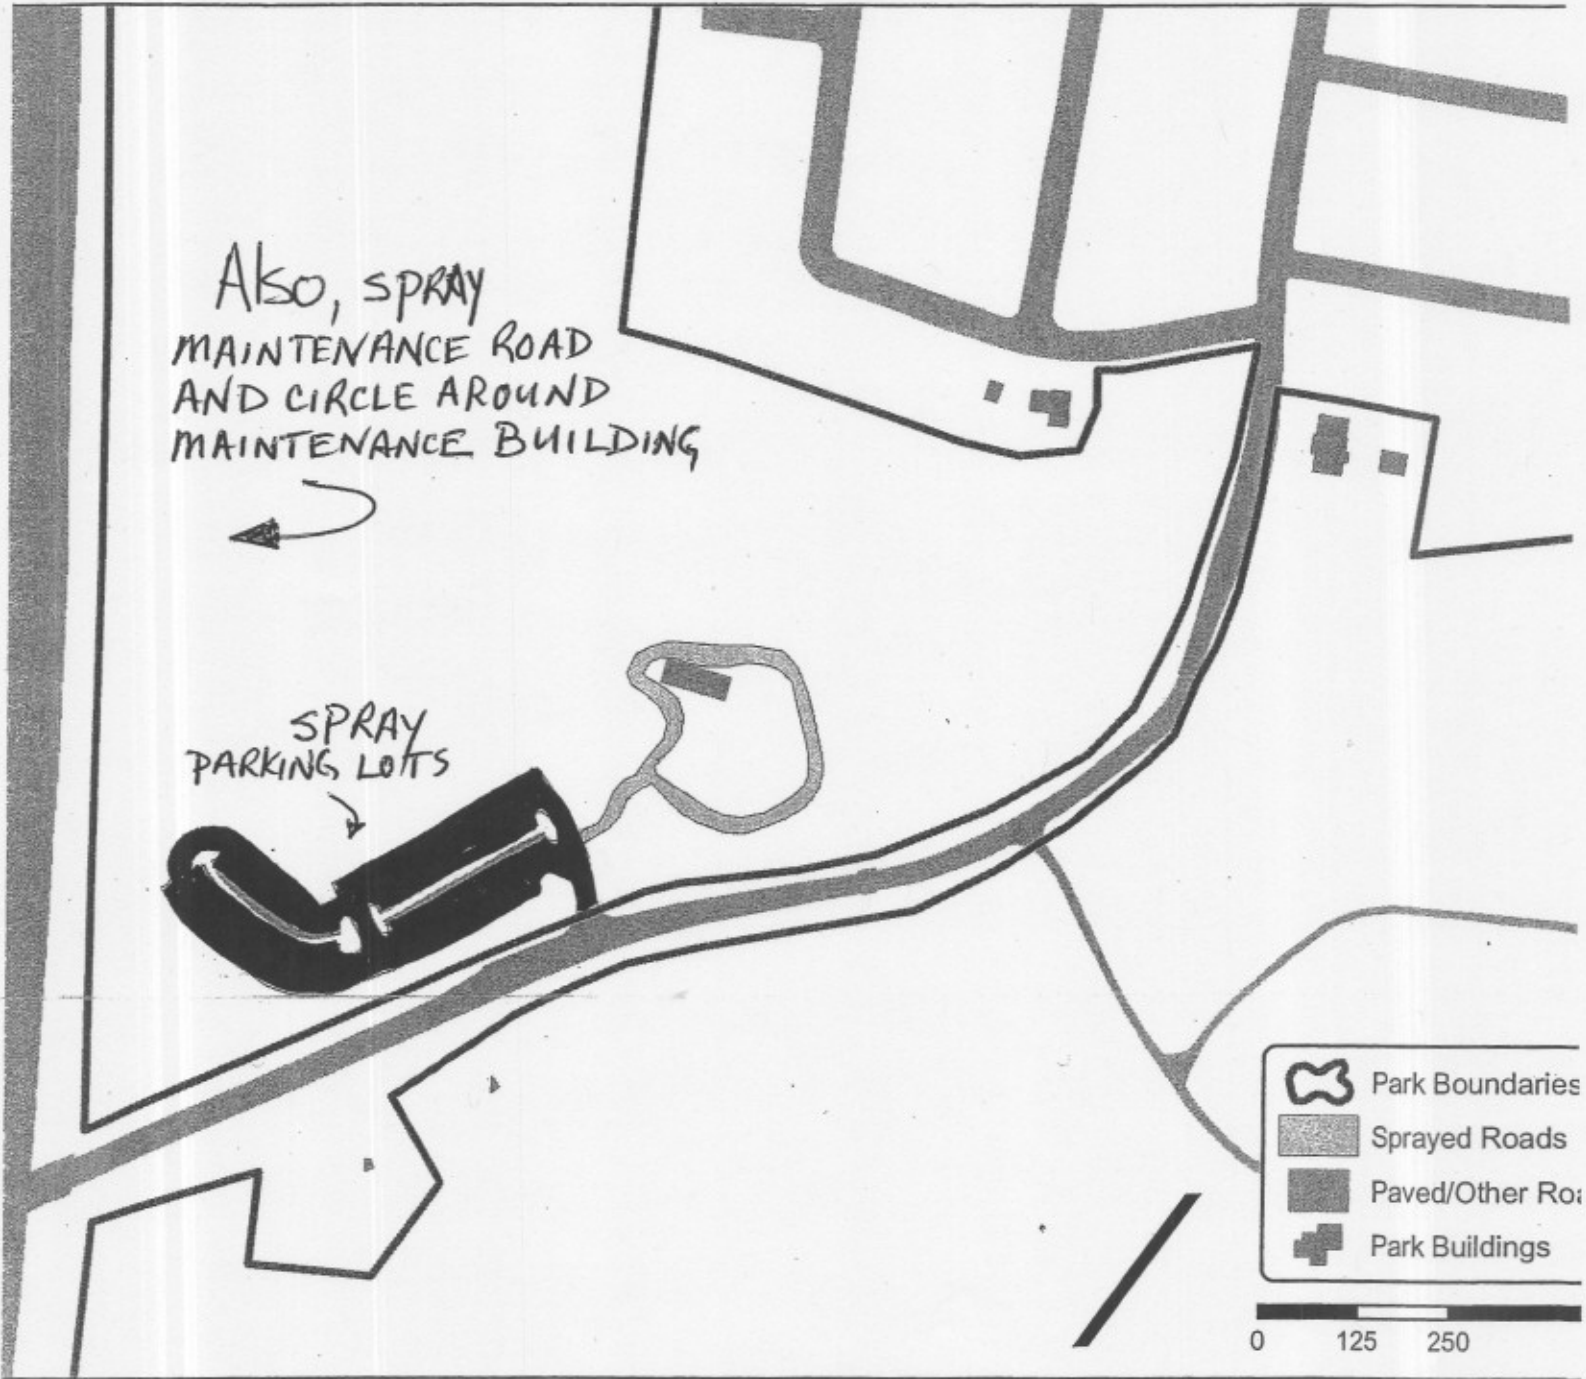 Also, SPRAY
MAINTENANCE ROAD
AND CIRCLE AROUND
MAINTENANCE BUILDING
SPRAY
PARKING LOTS
Park Boundaries
Sprayed Roads
Paved/Other Roa
Park Buildings
0 125 250